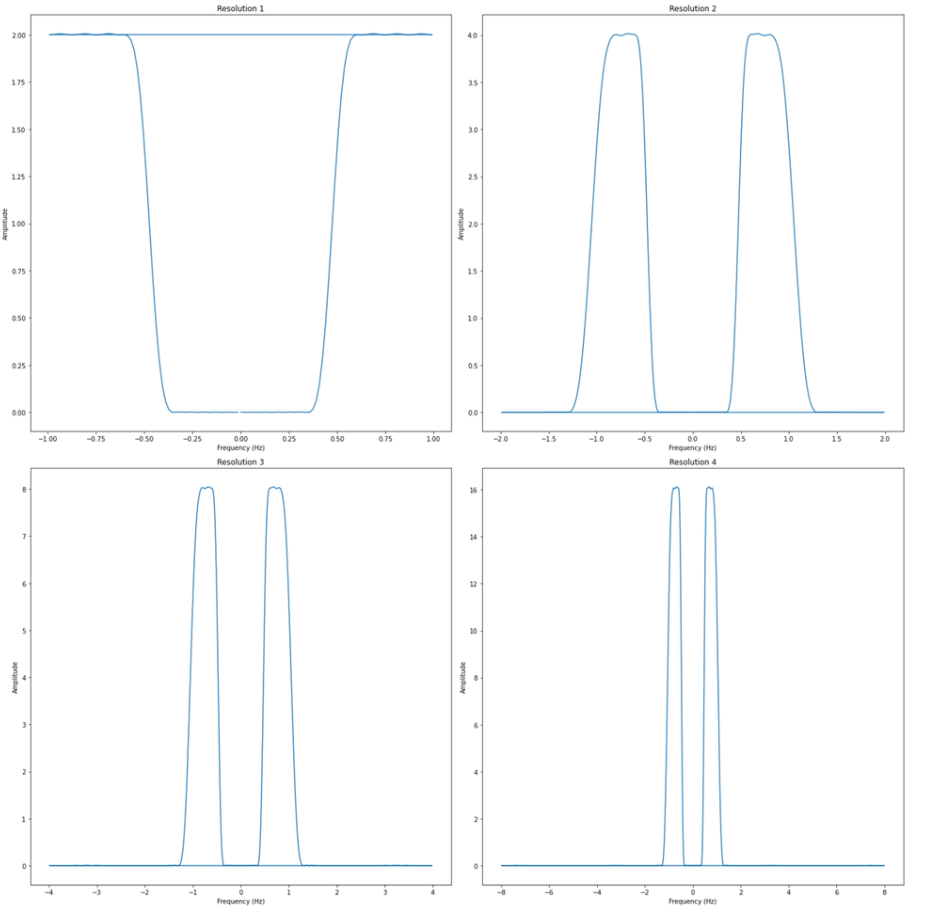 Resolution 1
Amplitude
2.00
1.75
1.50
1.25
1.00
0.75
0.50
0.25
0.00
−1.00 −0.75 −0.50 −0.25 0.00 0.25 0.50 0.75 1.00
Frequency (Hz)
Resolution 2
Amplitude
4.0
3.5
3.0
2.5
2.0
1.5
1.0
0.5
0.0
−2.0 −1.5 −1.0 −0.5 0.0 0.5 1.0 1.5 2.0
Frequency (Hz)
Resolution 3
Amplitude
8
7
6
5
4
3
2
1
0
−4 −3 −2 −1 0 1 2 3 4
Frequency (Hz)
Resolution 4
Amplitude
16
14
12
10
8
6
4
2
0
−8 −6 −4 −2 0 2 4 6 8
Frequency (Hz)